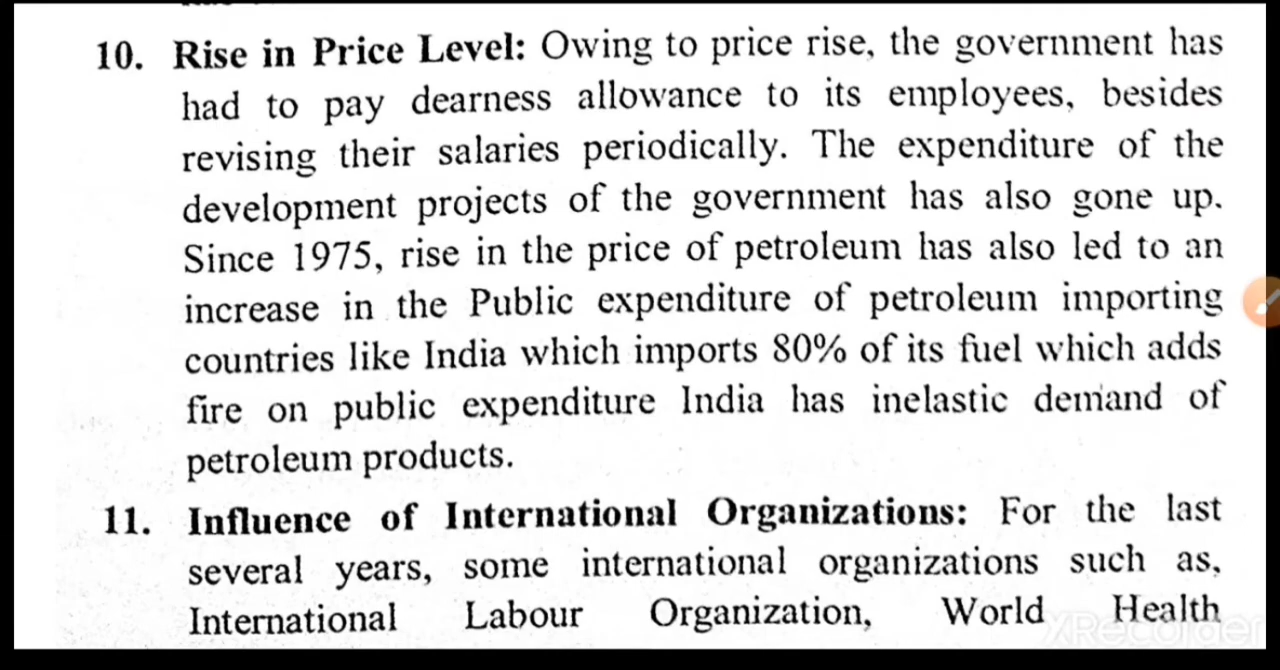 10. Rise in Price Level: Owing to price rise, the government has
had to pay dearness allowance to its employees, besides
revising their salaries periodically. The expenditure of the
development projects of the government has also gone up.
Since 1975, rise in the price of petroleum has also led to an
increase in the Public expenditure of petroleum importing
countries like India which imports 80% of its fuel which adds
fire on public expenditure India has inelastic demand of
petroleum products.
11. Influence of International Organizations: For the last
several years, some international organizations such as,
International Labour Organization, World Health
XRecorder